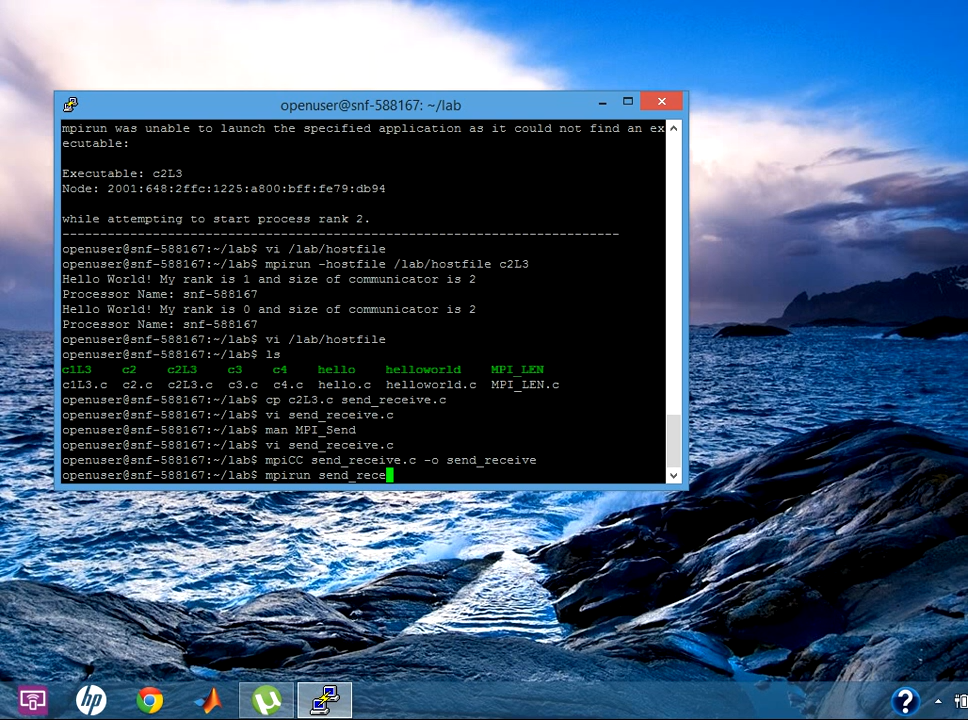 openuser@snf-588167: ~/lab
mpirun was unable to launch the specified application as it could not find an ex
ecutable:
Executable: c2L3
Node: 2001:648:2ffc:1225:a800:bff:fe79:db94
while attempting to start process rank 2.
--------------------------------------------------------------------------
openuser@snf-588167:~/lab$ vi /lab/hostfile
openuser@snf-588167:~/lab$ mpirun -hostfile /lab/hostfile c2L3
Hello World! My rank is 1 and size of communicator is 2
Processor Name: snf-588167
Hello World! My rank is 0 and size of communicator is 2
Processor Name: snf-588167
openuser@snf-588167:~/lab$ vi /lab/hostfile
openuser@snf-588167:~/lab$ ls
c1L3 c2 c2L3 c3 c4 hello helloworld MPI_LEN
c1L3.c c2.c c2L3.c c3.c c4.c hello.c helloworld.c MPI_LEN.c
openuser@snf-588167:~/lab$ cp c2L3.c send_receive.c
openuser@snf-588167:~/lab$ vi send_receive.c
openuser@snf-588167:~/lab$ man MPI_Send
openuser@snf-588167:~/lab$ vi send_receive.c
openuser@snf-588167:~/lab$ mpiCC send_receive.c -o send_receive
openuser@snf-588167:~/lab$ mpirun send_rece
hp
?